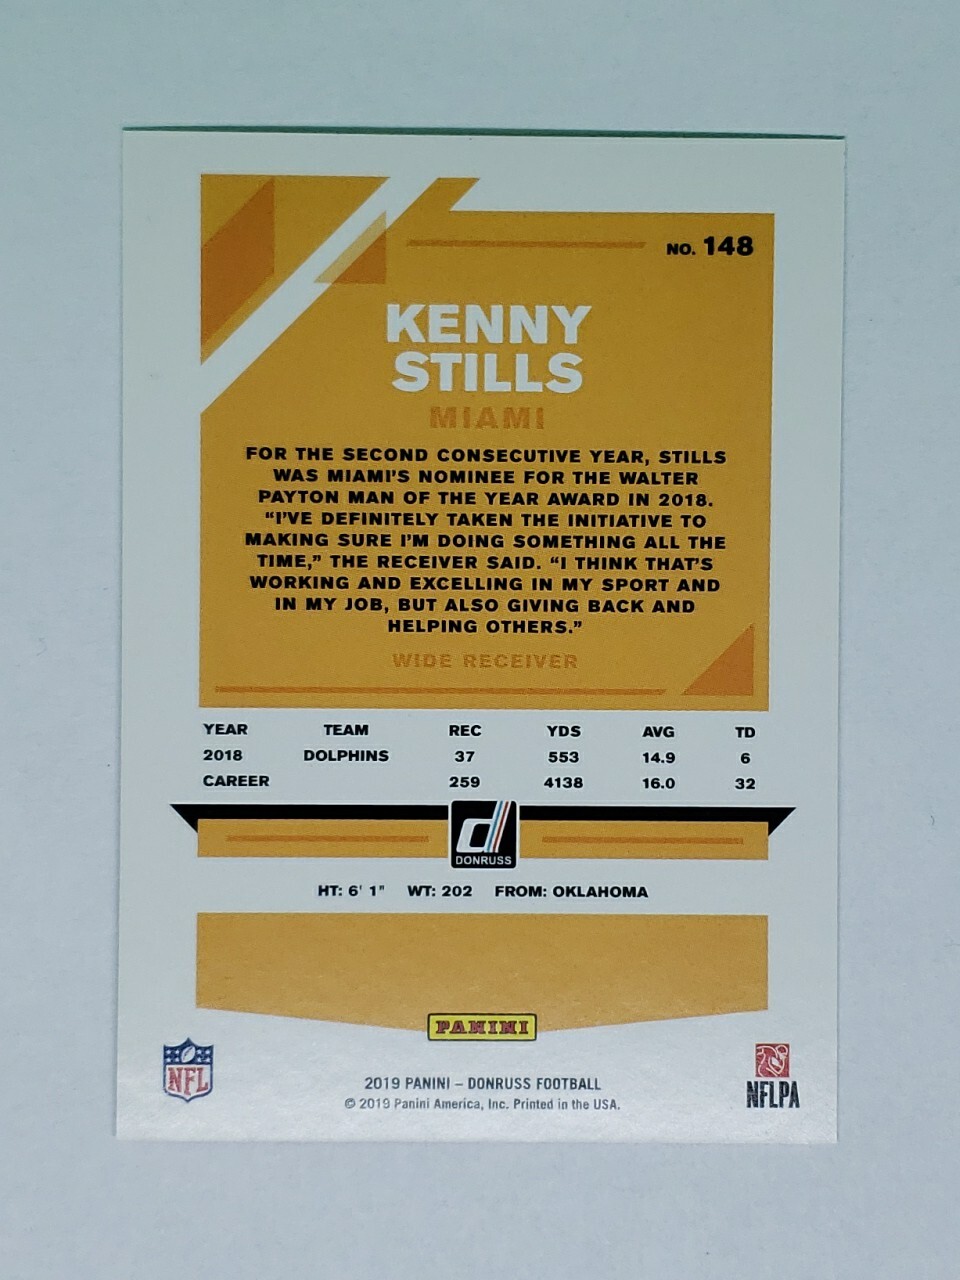 NO. 148
KENNY
STILLS
MIAMI
FOR THE SECOND CONSECUTIVE YEAR, STILLS
WAS MIAMI'S NOMINEE FOR THE WALTER
PAYTON MAN OF THE YEAR AWARD IN 2018.
"I'VE DEFINITELY TAKEN THE INITIATIVE TO
MAKING SURE I'M DOING SOMETHING ALL THE
TIME," THE RECEIVER SAID. "I THINK THAT'S
WORKING AND EXCELLING IN MY SPORT AND
IN MY JOB, BUT ALSO GIVING BACK AND
HELPING OTHERS."
WIDE RECEIVER
YEAR TEAM REC YDS AVG TD
2018 DOLPHINS 37 553 14.9 6
CAREER 259 4138 16.0 32
d
DONRUSS
HT: 6' 1" WT: 202 FROM: OKLAHOMA
PANINI
NFL
2019 PANINI – DONRUSS FOOTBALL
© 2019 Panini America, Inc. Printed in the USA.
NFLPA